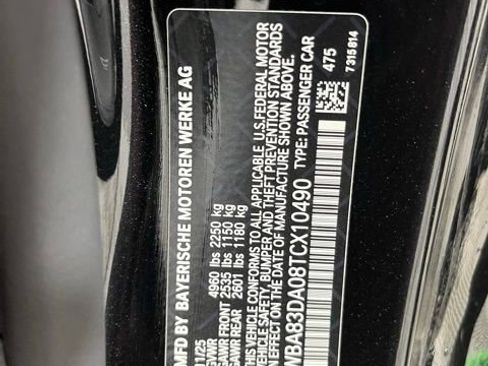 MFD BY BAYERISCHE MOTOREN WERKE AG
11/25
GVWR 4960 lbs 2250 kg
GAWR FRONT 2535 lbs 1150 kg
GAWR REAR 2601 lbs 1180 kg
THIS VEHICLE CONFORMS TO ALL APPLICABLE U.S.FEDERAL MOTOR
VEHICLE SAFETY, BUMPER AND THEFT PREVENTION STANDARDS
IN EFFECT ON THE DATE OF MANUFACTURE SHOWN ABOVE.
WBA83DA08TCX10490 TYPE: PASSENGER CAR
475
7315814